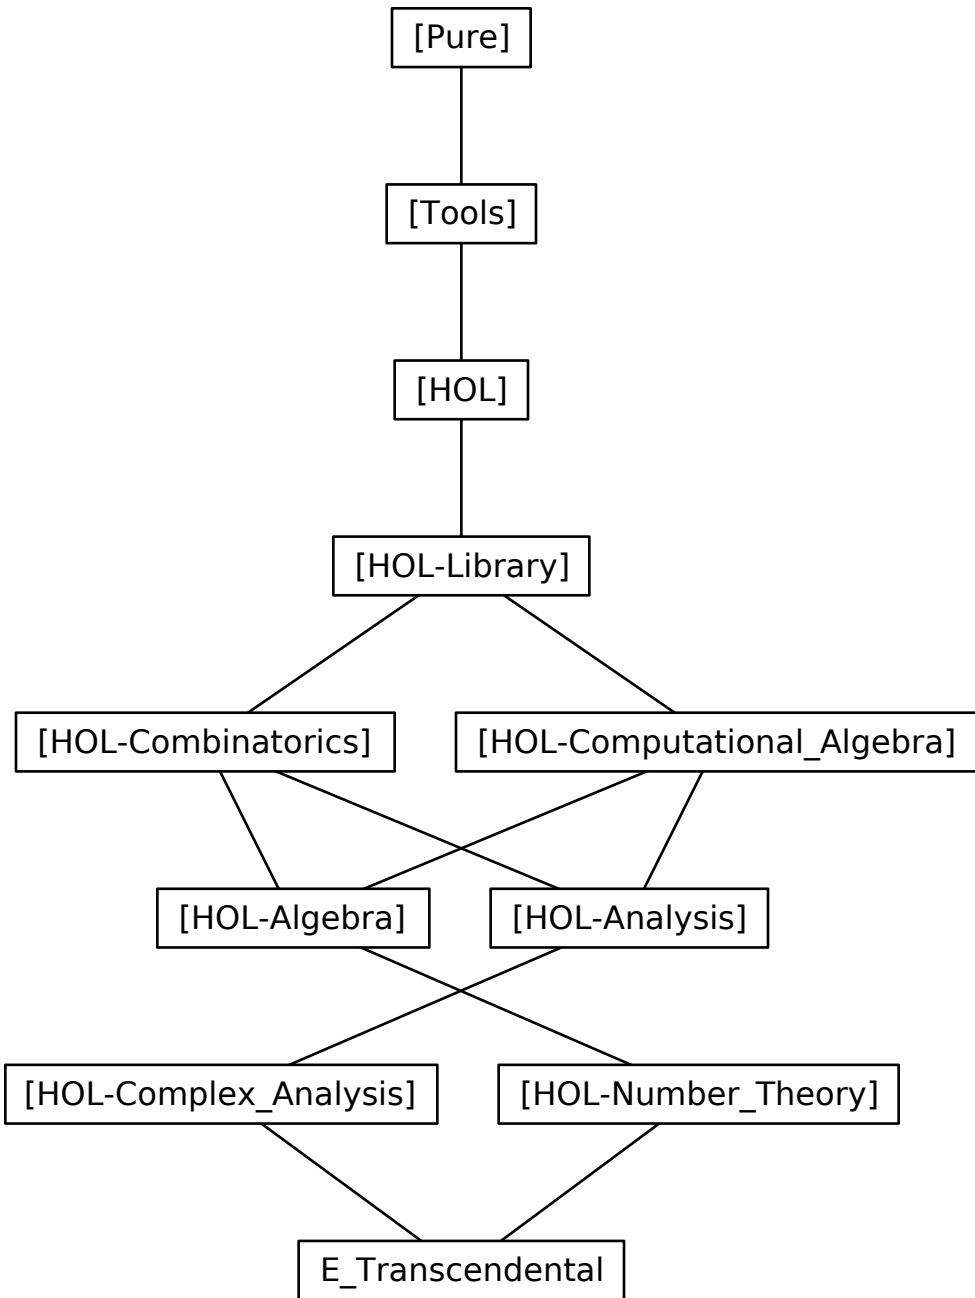 [Pure]
[Tools]
[HOL]
[HOL-Library]
[HOL-Combinatorics]
[HOL-Computational_Algebra]
[HOL-Algebra]
[HOL-Analysis]
[HOL-Complex_Analysis]
[HOL-Number_Theory]
E_Transcendental